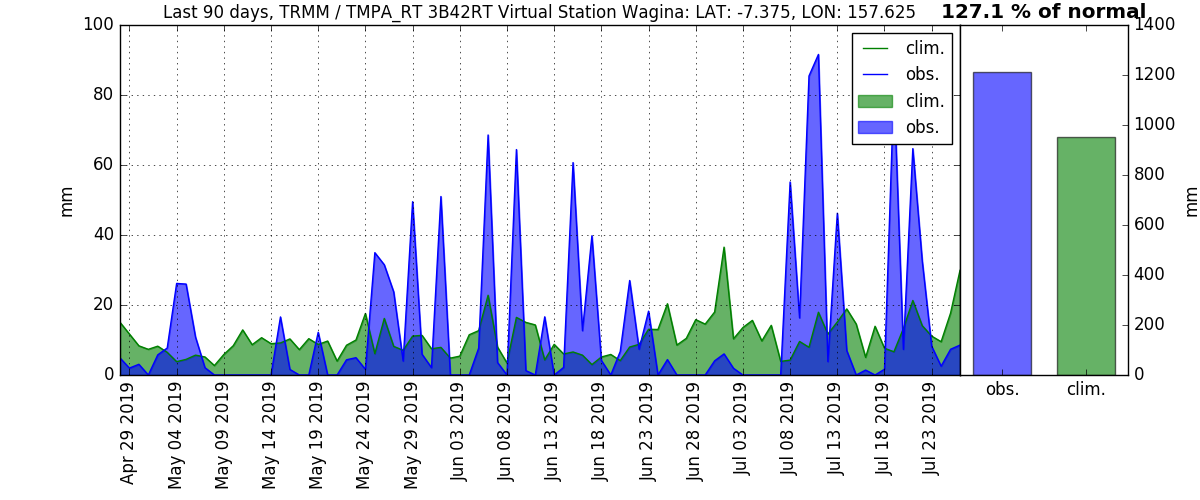 Last 90 days, TRMM / TMPA_RT 3B42RT Virtual Station Wagina: LAT: -7.375, LON: 157.625
127.1 % of normal
100
80
60
40
20
0
mm
clim.
obs.
clim.
obs.
1400
1200
1000
800
600
400
200
0
mm
obs.
clim.
Apr 29 2019
May 04 2019
May 09 2019
May 14 2019
May 19 2019
May 24 2019
May 29 2019
Jun 03 2019
Jun 08 2019
Jun 13 2019
Jun 18 2019
Jun 23 2019
Jun 28 2019
Jul 03 2019
Jul 08 2019
Jul 13 2019
Jul 18 2019
Jul 23 2019